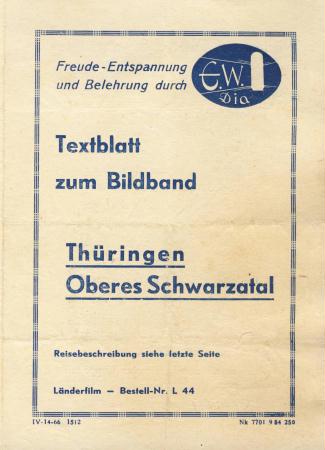 Freude-Entspannung
und Belehrung durch
E.W.
Dia
Textblatt
zum Bildband
Thüringen
Oberes Schwarzatal
Reisebeschreibung siehe letzte Seite
Länderfilm — Bestell-Nr. L 44
IV-14-66 1512
Nk 7701 9 84 250